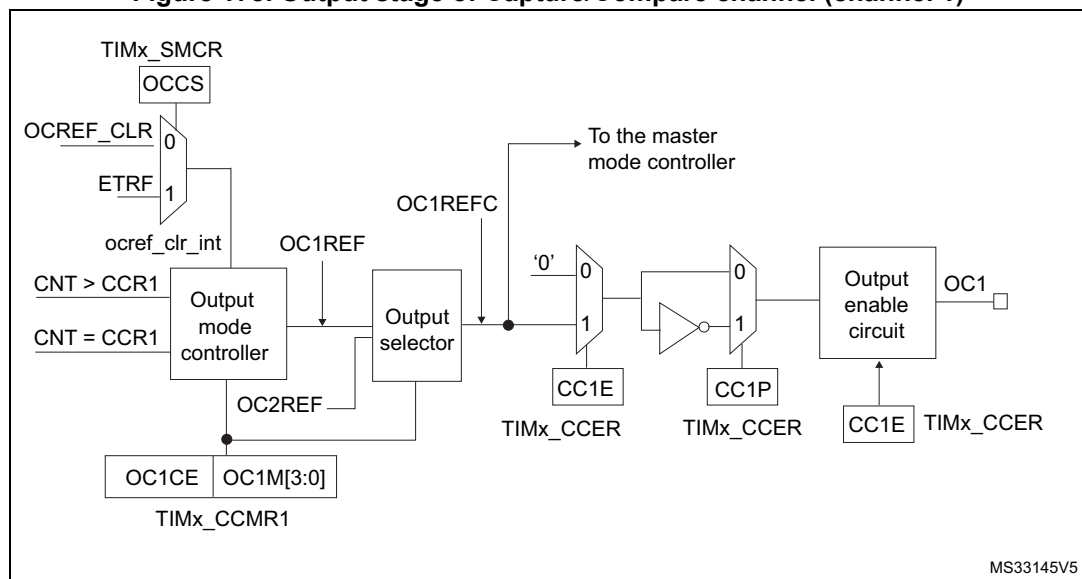 Figure 176. Output stage of Capture/Compare channel (channel 1)
TIMx_SMCR
OCCS
OCREF_CLR
0
ETRF
1
ocref_clr_int
To the master
mode controller
OC1REFC
OC1REF
CNT > CCR1
CNT = CCR1
Output
mode
controller
Output
selector
OC2REF
'0'
0
1
0
1
Output
enable
circuit
OC1
CC1E
TIMx_CCER
CC1P
TIMx_CCER
CC1E
TIMx_CCER
OC1CE
OC1M[3:0]
TIMx_CCMR1
MS33145V5